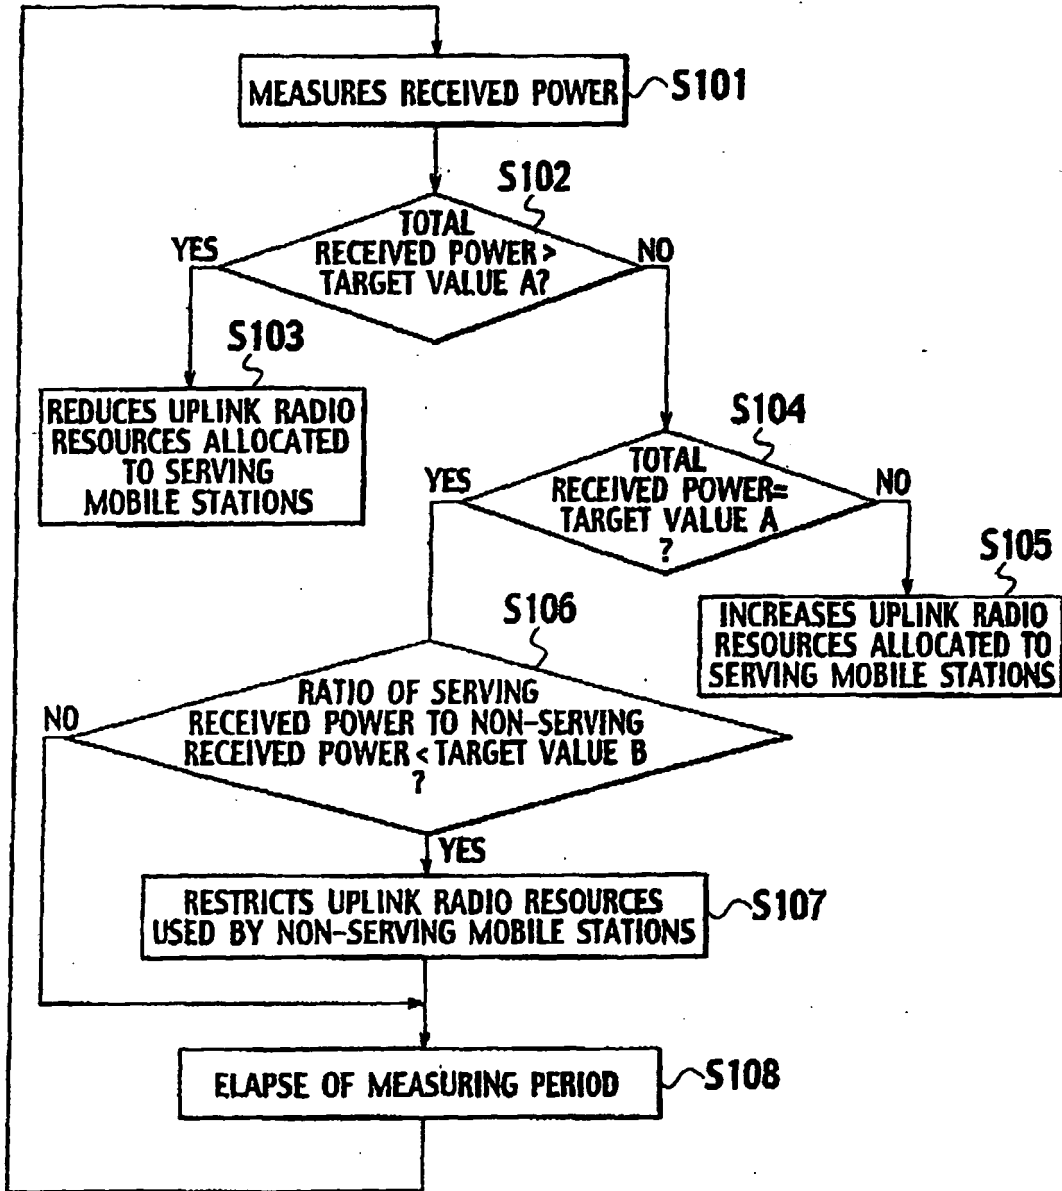 MEASURES RECEIVED POWER
S101
S102
TOTAL
RECEIVED POWER>
TARGET VALUE A?
YES
NO
S103
REDUCES UPLINK RADIO
RESOURCES ALLOCATED
TO SERVING
MOBILE STATIONS
S104
TOTAL
RECEIVED POWER=
TARGET VALUE A
?
YES
NO
S105
INCREASES UPLINK RADIO
RESOURCES ALLOCATED TO
SERVING MOBILE STATIONS
S106
RATIO OF SERVING
RECEIVED POWER TO NON-SERVING
RECEIVED POWER<TARGET VALUE B
?
NO
YES
RESTRICTS UPLINK RADIO RESOURCES
USED BY NON-SERVING MOBILE STATIONS
S107
ELAPSE OF MEASURING PERIOD
S108